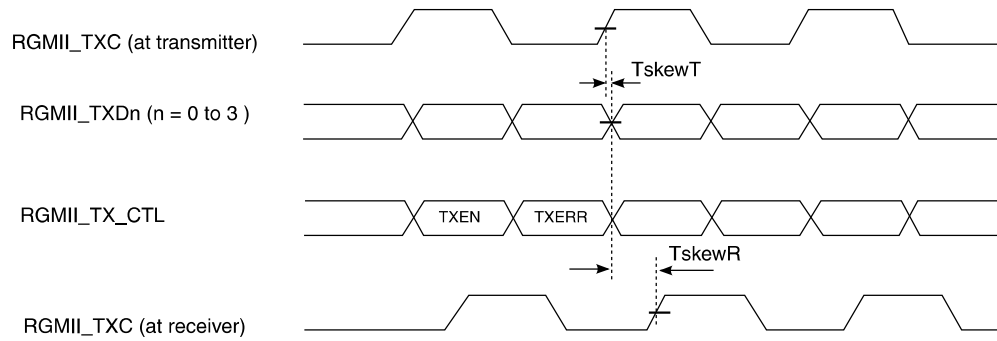 RGMII_TXC (at transmitter)
TskewT
RGMII_TXDn (n = 0 to 3 )
RGMII_TX_CTL
TXEN
TXERR
TskewR
RGMII_TXC (at receiver)